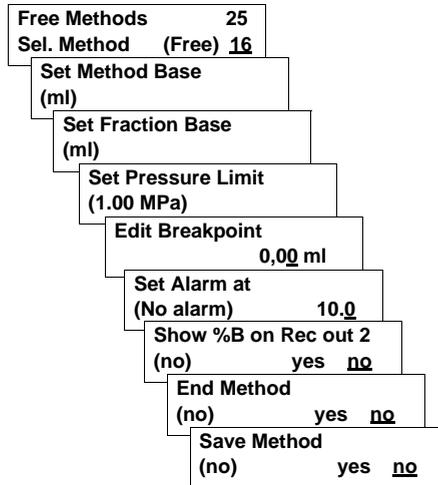 Free Methods 25
Sel. Method (Free) 16
Set Method Base
(ml)
Set Fraction Base
(ml)
Set Pressure Limit
(1.00 MPa)
Edit Breakpoint
0,00 ml
Set Alarm at
(No alarm) 10.0
Show %B on Rec out 2
(no) yes no
End Method
(no) yes no
Save Method
(no) yes no